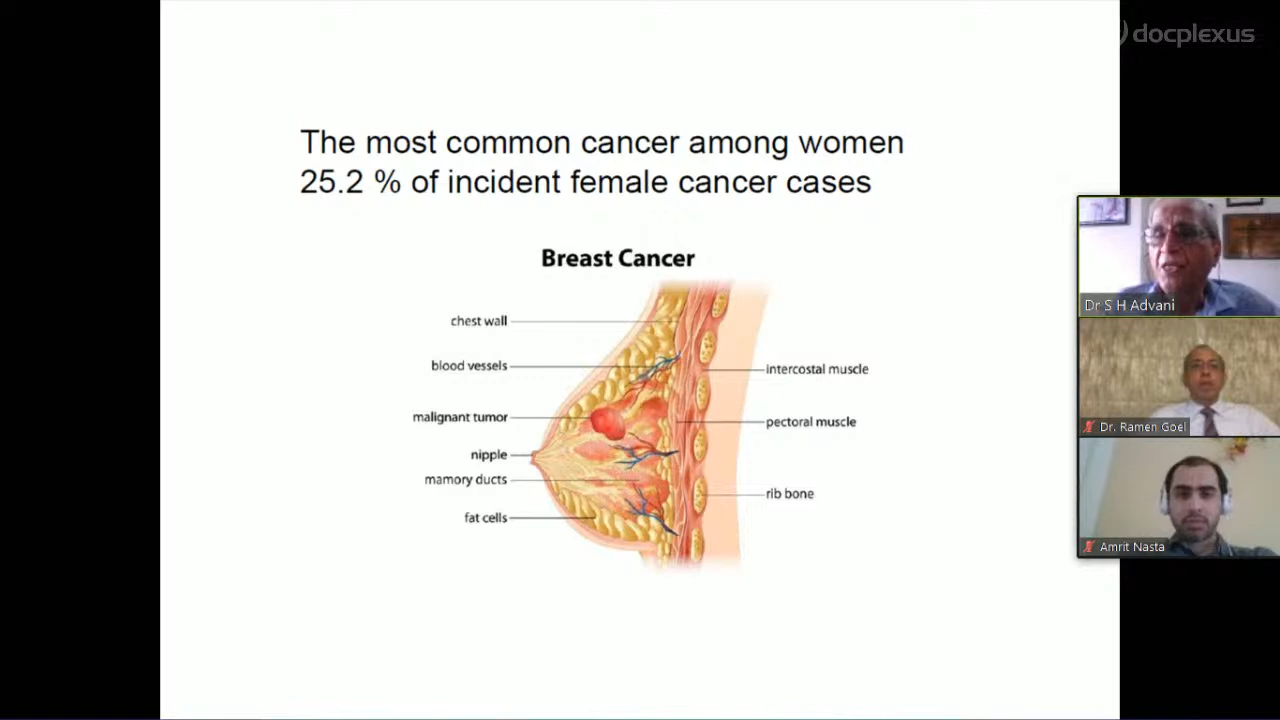 docplexus
The most common cancer among women
25.2 % of incident female cancer cases
Breast Cancer
chest wall
blood vessels
malignant tumor
nipple
mamory ducts
fat cells
intercostal muscle
pectoral muscle
rib bone
Dr S H Advani
Dr. Ramen Goel
Amrit Nasta